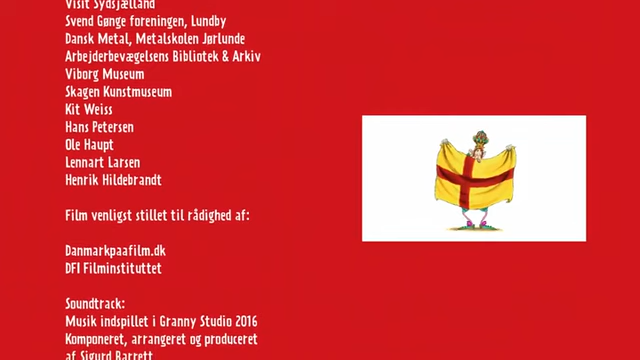 Visit Sydsjælland
Svend Gønge foreningen, Lundby
Dansk Metal, Metalskolen Jørlunde
Arbejderbevægelsens Bibliotek & Arkiv
Viborg Museum
Skagen Kunstmuseum
Kit Weiss
Hans Petersen
Ole Haupt
Lennart Larsen
Henrik Hildebrandt
Film venligst stillet til rådighed af:
Danmarkpaafilm.dk
DFI Filminstituttet
Soundtrack:
Musik indspillet i Granny Studio 2016
Komponeret, arrangeret og produceret
af Sigurd Barrett